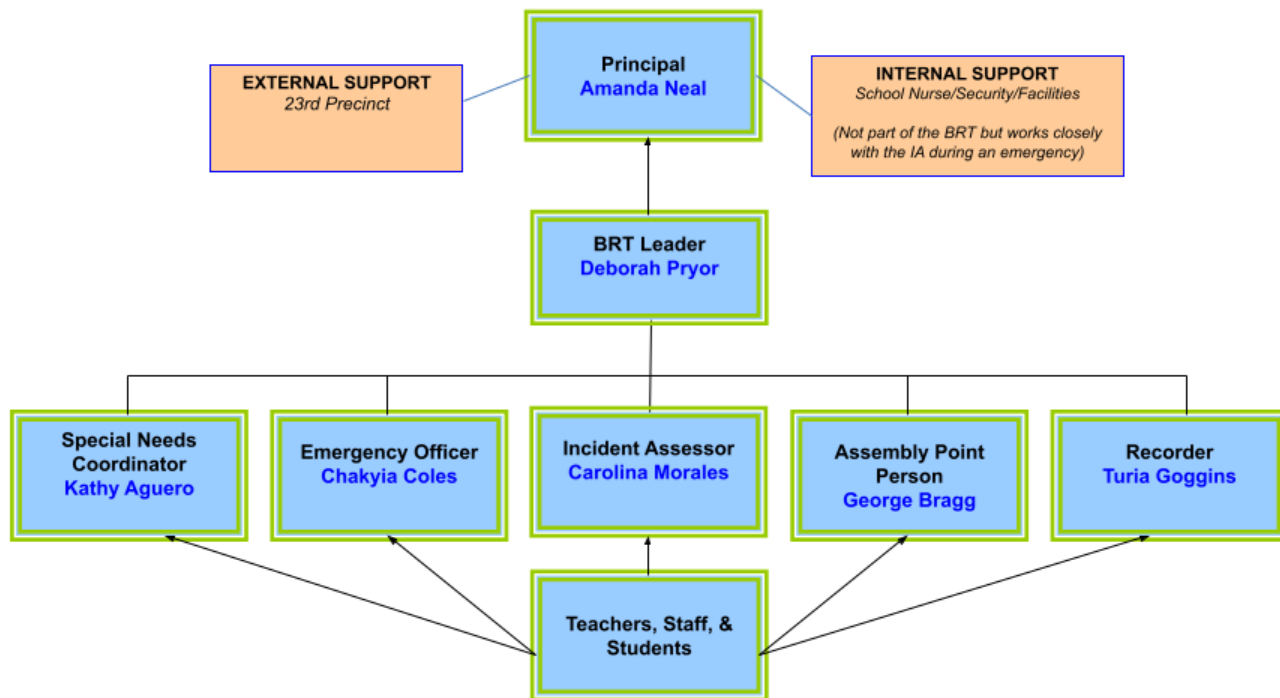 Principal
Amanda Neal
EXTERNAL SUPPORT
23rd Precinct
INTERNAL SUPPORT
School Nurse/Security/Facilities
(Not part of the BRT but works closely
with the IA during an emergency)
BRT Leader
Deborah Pryor
Special Needs
Coordinator
Kathy Aguero
Emergency Officer
Chakyia Coles
Incident Assessor
Carolina Morales
Assembly Point
Person
George Bragg
Recorder
Turia Goggins
Teachers, Staff, &
Students